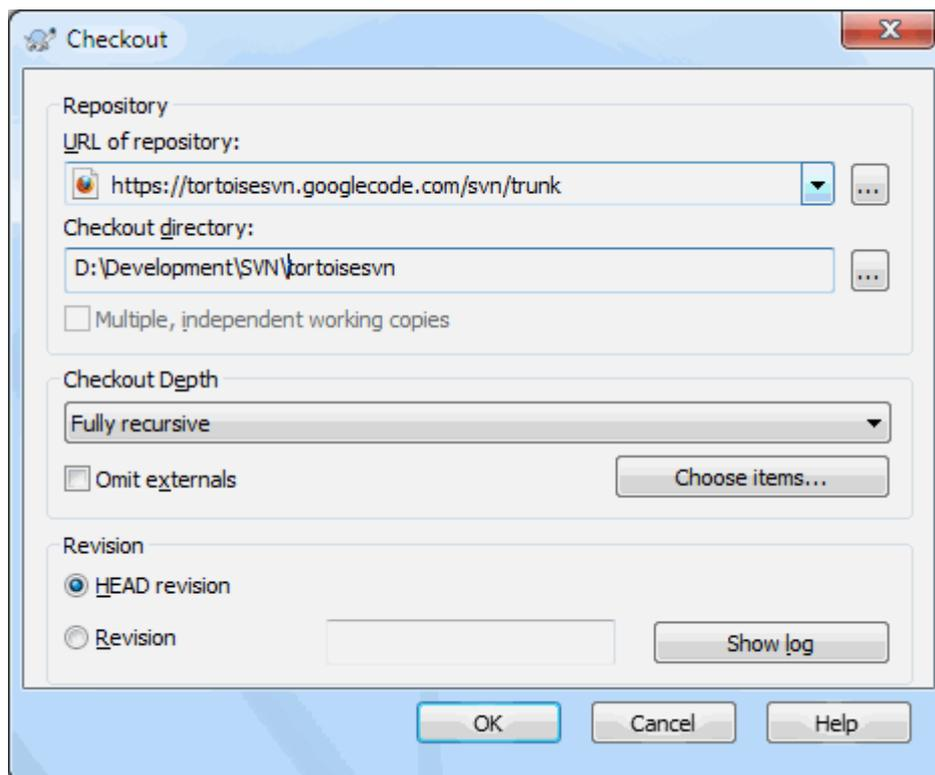 Checkout
Repository
URL of repository:
https://tortoisesvn.googlecode.com/svn/trunk
...
Checkout directory:
D:\Development\SVN\tortoisesvn
...
Multiple, independent working copies
Checkout Depth
Fully recursive
Omit externals
Choose items...
Revision
HEAD revision
Revision
Show log
OK Cancel Help